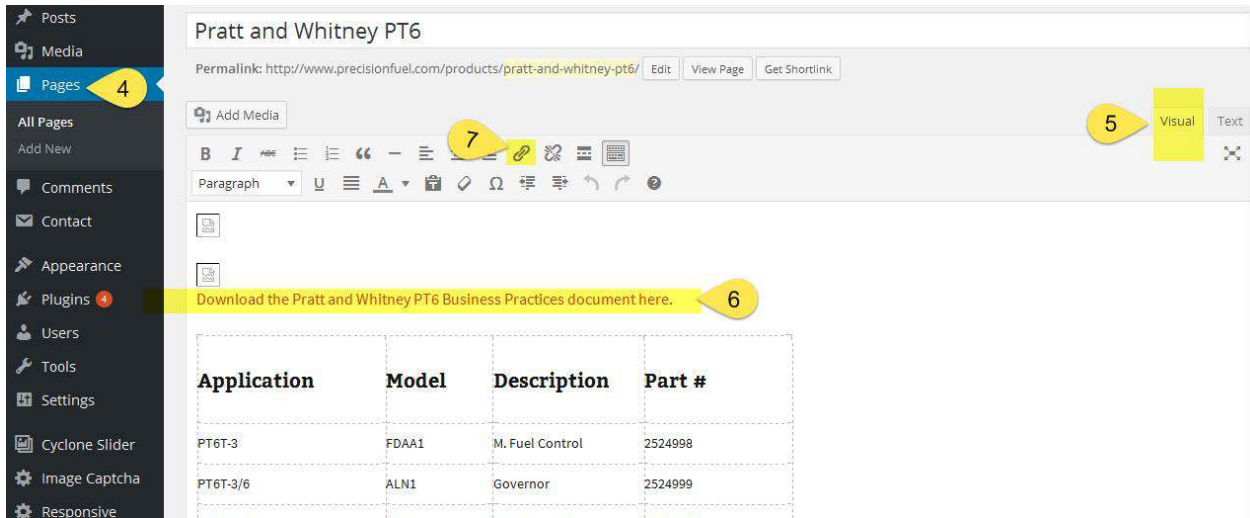 Posts
Media
Pages
4
All Pages
Add New
Comments
Contact
Appearance
Plugins 4
Users
Tools
Settings
Cyclone Slider
Image Captcha
Responsive
Pratt and Whitney PT6
Permalink: http://www.precisionfuel.com/products/pratt-and-whitney-pt6/ Edit View Page Get Shortlink
Add Media
5 Visual Text
7
B I ABC
Paragraph U A T Ω ?
Download the Pratt and Whitney PT6 Business Practices document here. 6
Application Model Description Part #
PT6T-3 FDAA1 M. Fuel Control 2524998
PT6T-3/6 ALN1 Governor 2524999